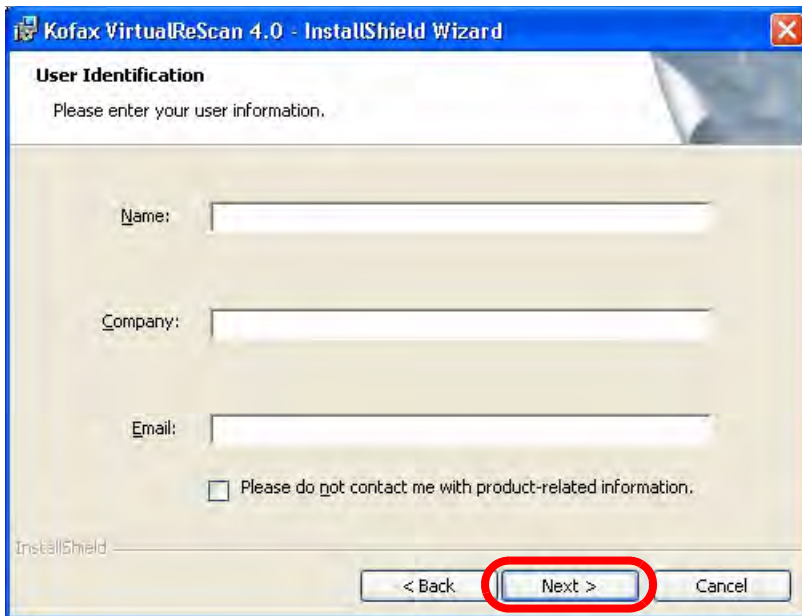 Kofax VirtualReScan 4.0 - InstallShield Wizard
User Identification
Please enter your user information.
Name:
Company:
Email:
Please do not contact me with product-related information.
InstallShield
< Back Next > Cancel